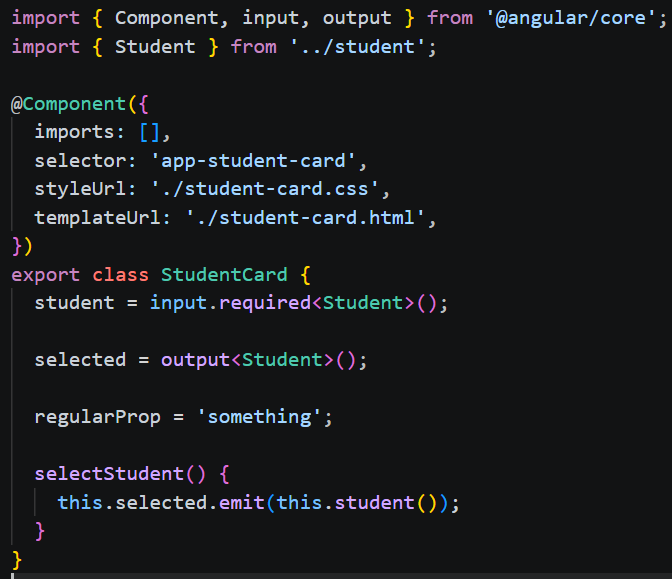 import { Component, input, output } from '@angular/core';
import { Student } from '../student';

@Component({
  imports: [],
  selector: 'app-student-card',
  styleUrl: './student-card.css',
  templateUrl: './student-card.html',
})
export class StudentCard {
  student = input.required<Student>();

  selected = output<Student>();

  regularProp = 'something';

  selectStudent() {
    this.selected.emit(this.student());
  }
}